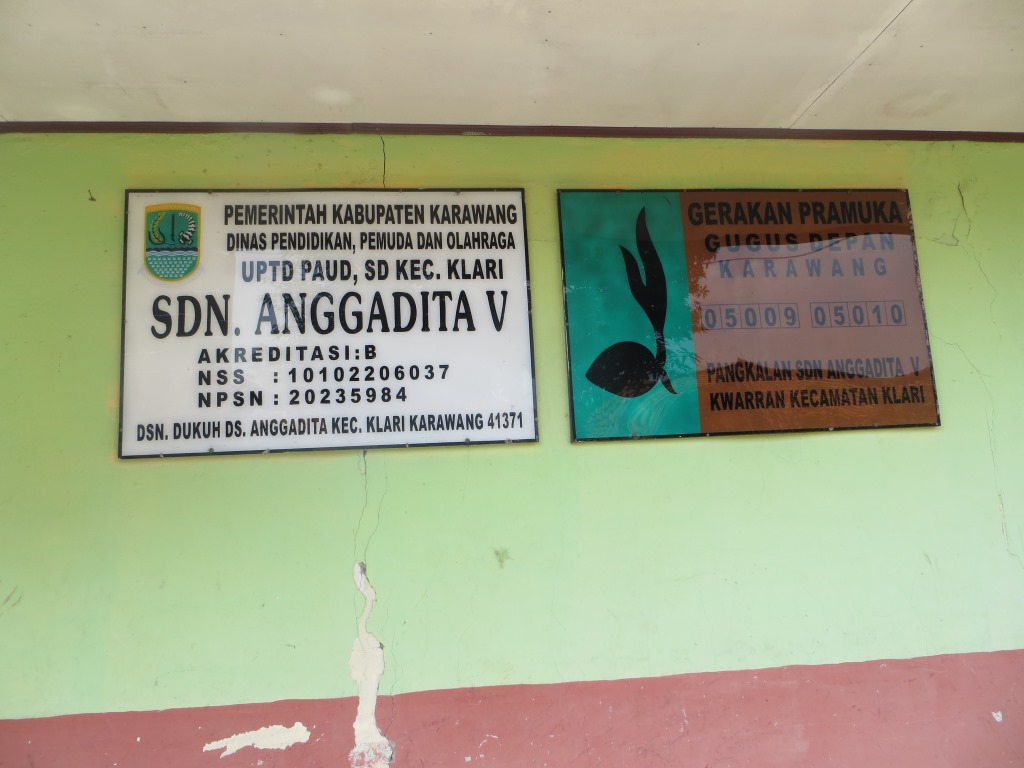 PEMERINTAH KABUPATEN KARAWANG
DINAS PENDIDIKAN, PEMUDA DAN OLAHRAGA
UPTD PAUD, SD KEC. KLARI
SDN. ANGGADITA V
AKREDITASI:B
NSS : 10102206037
NPSN : 20235984
DSN. DUKUH DS. ANGGADITA KEC. KLARI KARAWANG 41371
GERAKAN PRAMUKA
GUGUS DEPAN
KARAWANG
05009 05010
PANGKALAN SDN ANGGADITA V
KWARRAN KECAMATAN KLARI